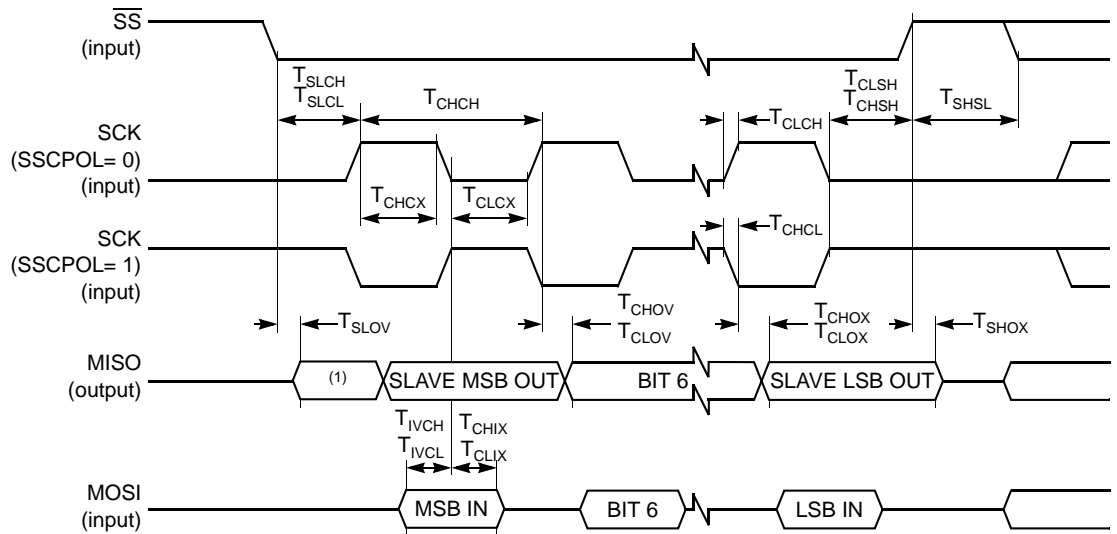 SS
(input)
TSLCH
TSLCL
TCHCH
TCLCH
TCLSH
TCHSH
TSHSL
SCK
(SSCPOL= 0)
(input)
TCHCX
TCLCX
TCHCL
SCK
(SSCPOL= 1)
(input)
TSLOV
TCHOV
TCLOV
TCHOX
TCLOX
TSHOX
MISO
(output)
(1)
SLAVE MSB OUT
BIT 6
SLAVE LSB OUT
TIVCH
TIVCL
TCHIX
TCLIX
MOSI
(input)
MSB IN
BIT 6
LSB IN